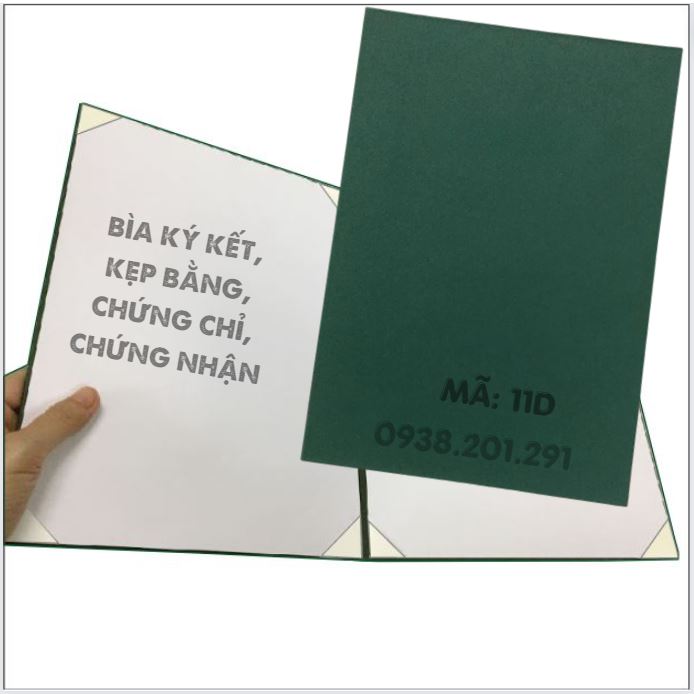 BÌA KÝ KẾT,
KẸP BẰNG,
CHỨNG CHỈ,
CHỨNG NHẬN
MÃ: 11D
0938.201.291